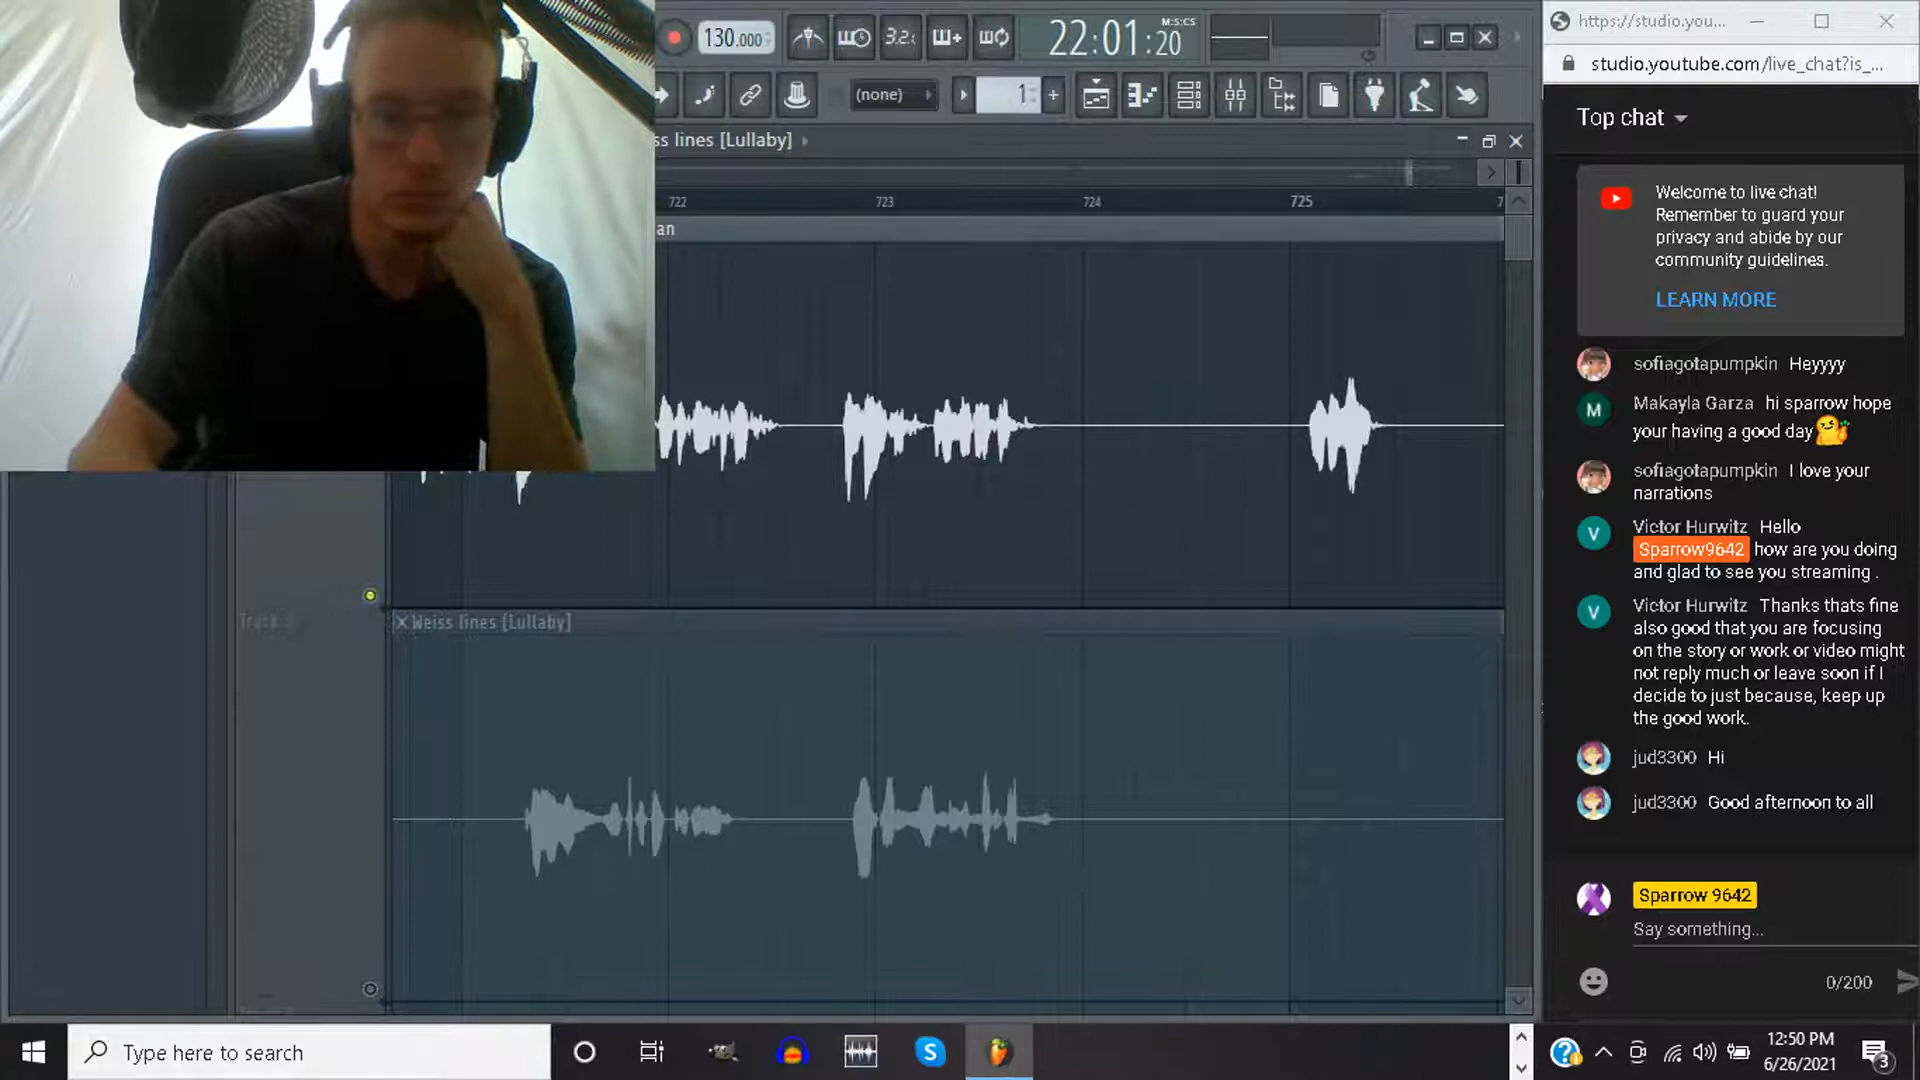 130.000
3.2:
22:01:20
M:S:CS
(none)
1
ss lines [Lullaby]
722
723
724
725
7
an
Weiss lines [Lullaby]
https://studio.you...
studio.youtube.com/live_chat?is_...
Top chat
Welcome to live chat!
Remember to guard your
privacy and abide by our
community guidelines.
LEARN MORE
sofiagotapumpkin Heyyyy
M
Makayla Garza hi sparrow hope
your having a good day
sofiagotapumpkin I love your
narrations
V
Victor Hurwitz Hello
Sparrow9642 how are you doing
and glad to see you streaming .
V
Victor Hurwitz Thanks thats fine
also good that you are focusing
on the story or work or video might
not reply much or leave soon if I
decide to just because, keep up
the good work.
jud3300 Hi
jud3300 Good afternoon to all
Sparrow 9642
Say something...
0/200
Type here to search
12:50 PM
6/26/2021
3